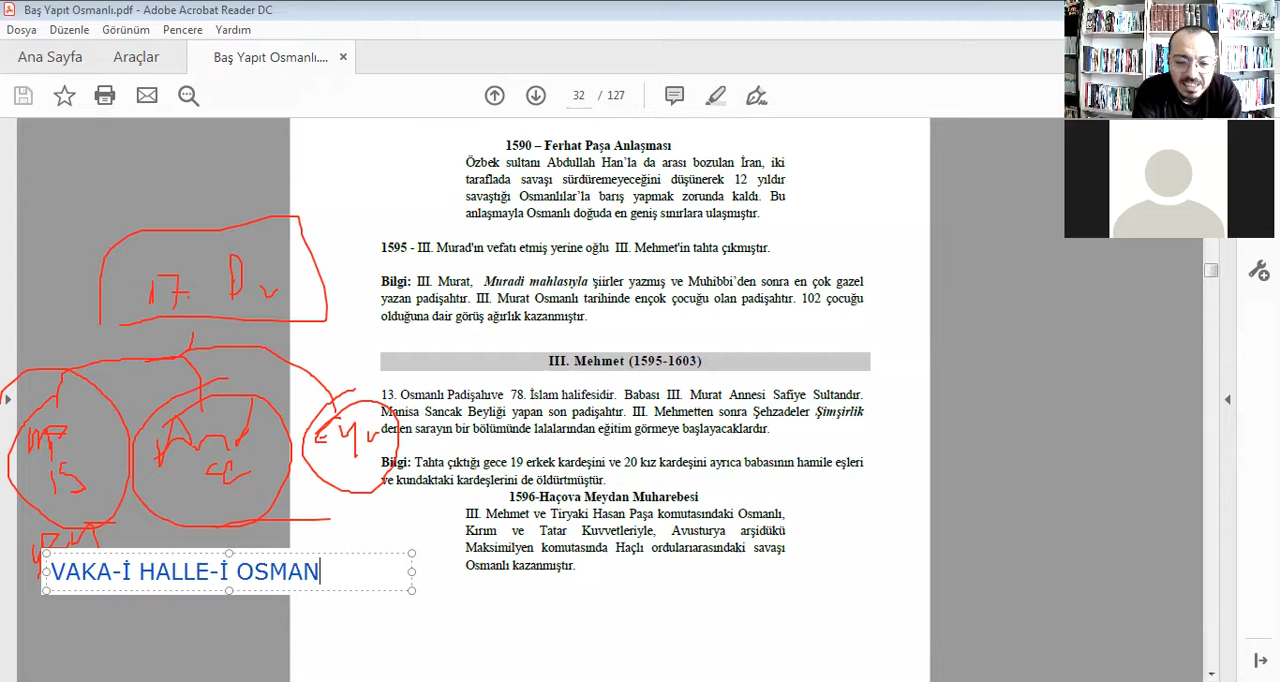 Baş Yapıt Osmanlı.pdf - Adobe Acrobat Reader DC
Dosya Düzenle Görünüm Pencere Yardım
Ana Sayfa Araçlar Baş Yapıt Osmanlı.... ×
32 / 127
1590 – Ferhat Paşa Anlaşması
Özbek sultanı Abdullah Han'la da arası bozulan İran, iki
taraflada savaşı sürdüremeyeceğini düşünerek 12 yıldır
savaştığı Osmanlılar'la barış yapmak zorunda kaldı. Bu
anlaşmayla Osmanlı doğuda en geniş sınırlara ulaşmıştır.
1595 - III. Murad'ın vefatı etmiş yerine oğlu III. Mehmet'in tahta çıkmıştır.
Bilgi: III. Murat, Muradi mahlasıyla şiirler yazmış ve Muhibbi'den sonra en çok gazel
yazan padişahtır. III. Murat Osmanlı tarihinde ençok çocuğu olan padişahtır. 102 çocuğu
olduğuna dair görüş ağırlık kazanmıştır.
17.
III. Mehmet (1595-1603)
13. Osmanlı Padişahıve 78. İslam halifesidir. Babası III. Murat Annesi Safiye Sultandır.
Manisa Sancak Beyliği yapan son padişahtır. III. Mehmetten sonra Şehzadeler Şimşirlik
denen sarayın bir bölümünde lalalarından eğitim görmeye başlayacaklardır.
Bilgi: Tahta çıktığı gece 19 erkek kardeşini ve 20 kız kardeşini ayrıca babasının hamile eşleri
ve kundaktaki kardeşlerini de öldürtmüştür.
1596-Haçova Meydan Muharebesi
III. Mehmet ve Tiryaki Hasan Paşa komutasındaki Osmanlı,
Kırım ve Tatar Kuvvetleriyle, Avusturya arşidükü
Maksimilyen komutasında Haçlı ordularıarasındaki savaşı
Osmanlı kazanmıştır.
VAKA-İ HALLE-İ OSMAN